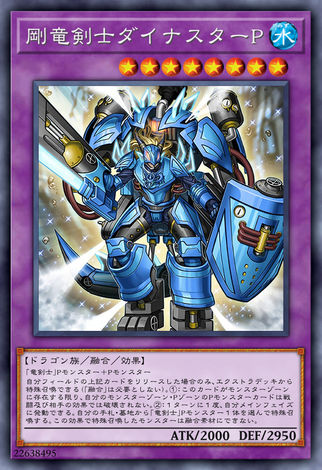 剛竜剣士ダイナスターP
水
【ドラゴン族／融合／効果】
「竜剣士」Pモンスター＋Pモンスター
自分フィールドの上記カードをリリースした場合のみ、エクストラデッキから
特殊召喚できる（「融合」は必要としない）。①：このカードがモンスターゾーン
に存在する限り、自分のモンスターゾーン・PゾーンのPモンスターカードは戦
闘及び相手の効果では破壊されない。②：1ターンに1度、自分メインフェイズ
に発動できる。自分の手札・墓地から「竜剣士」Pモンスター1体を選んで特殊召
喚する。この効果で特殊召喚したモンスターは融合素材にできない。
ATK/2000 DEF/2950
22638495